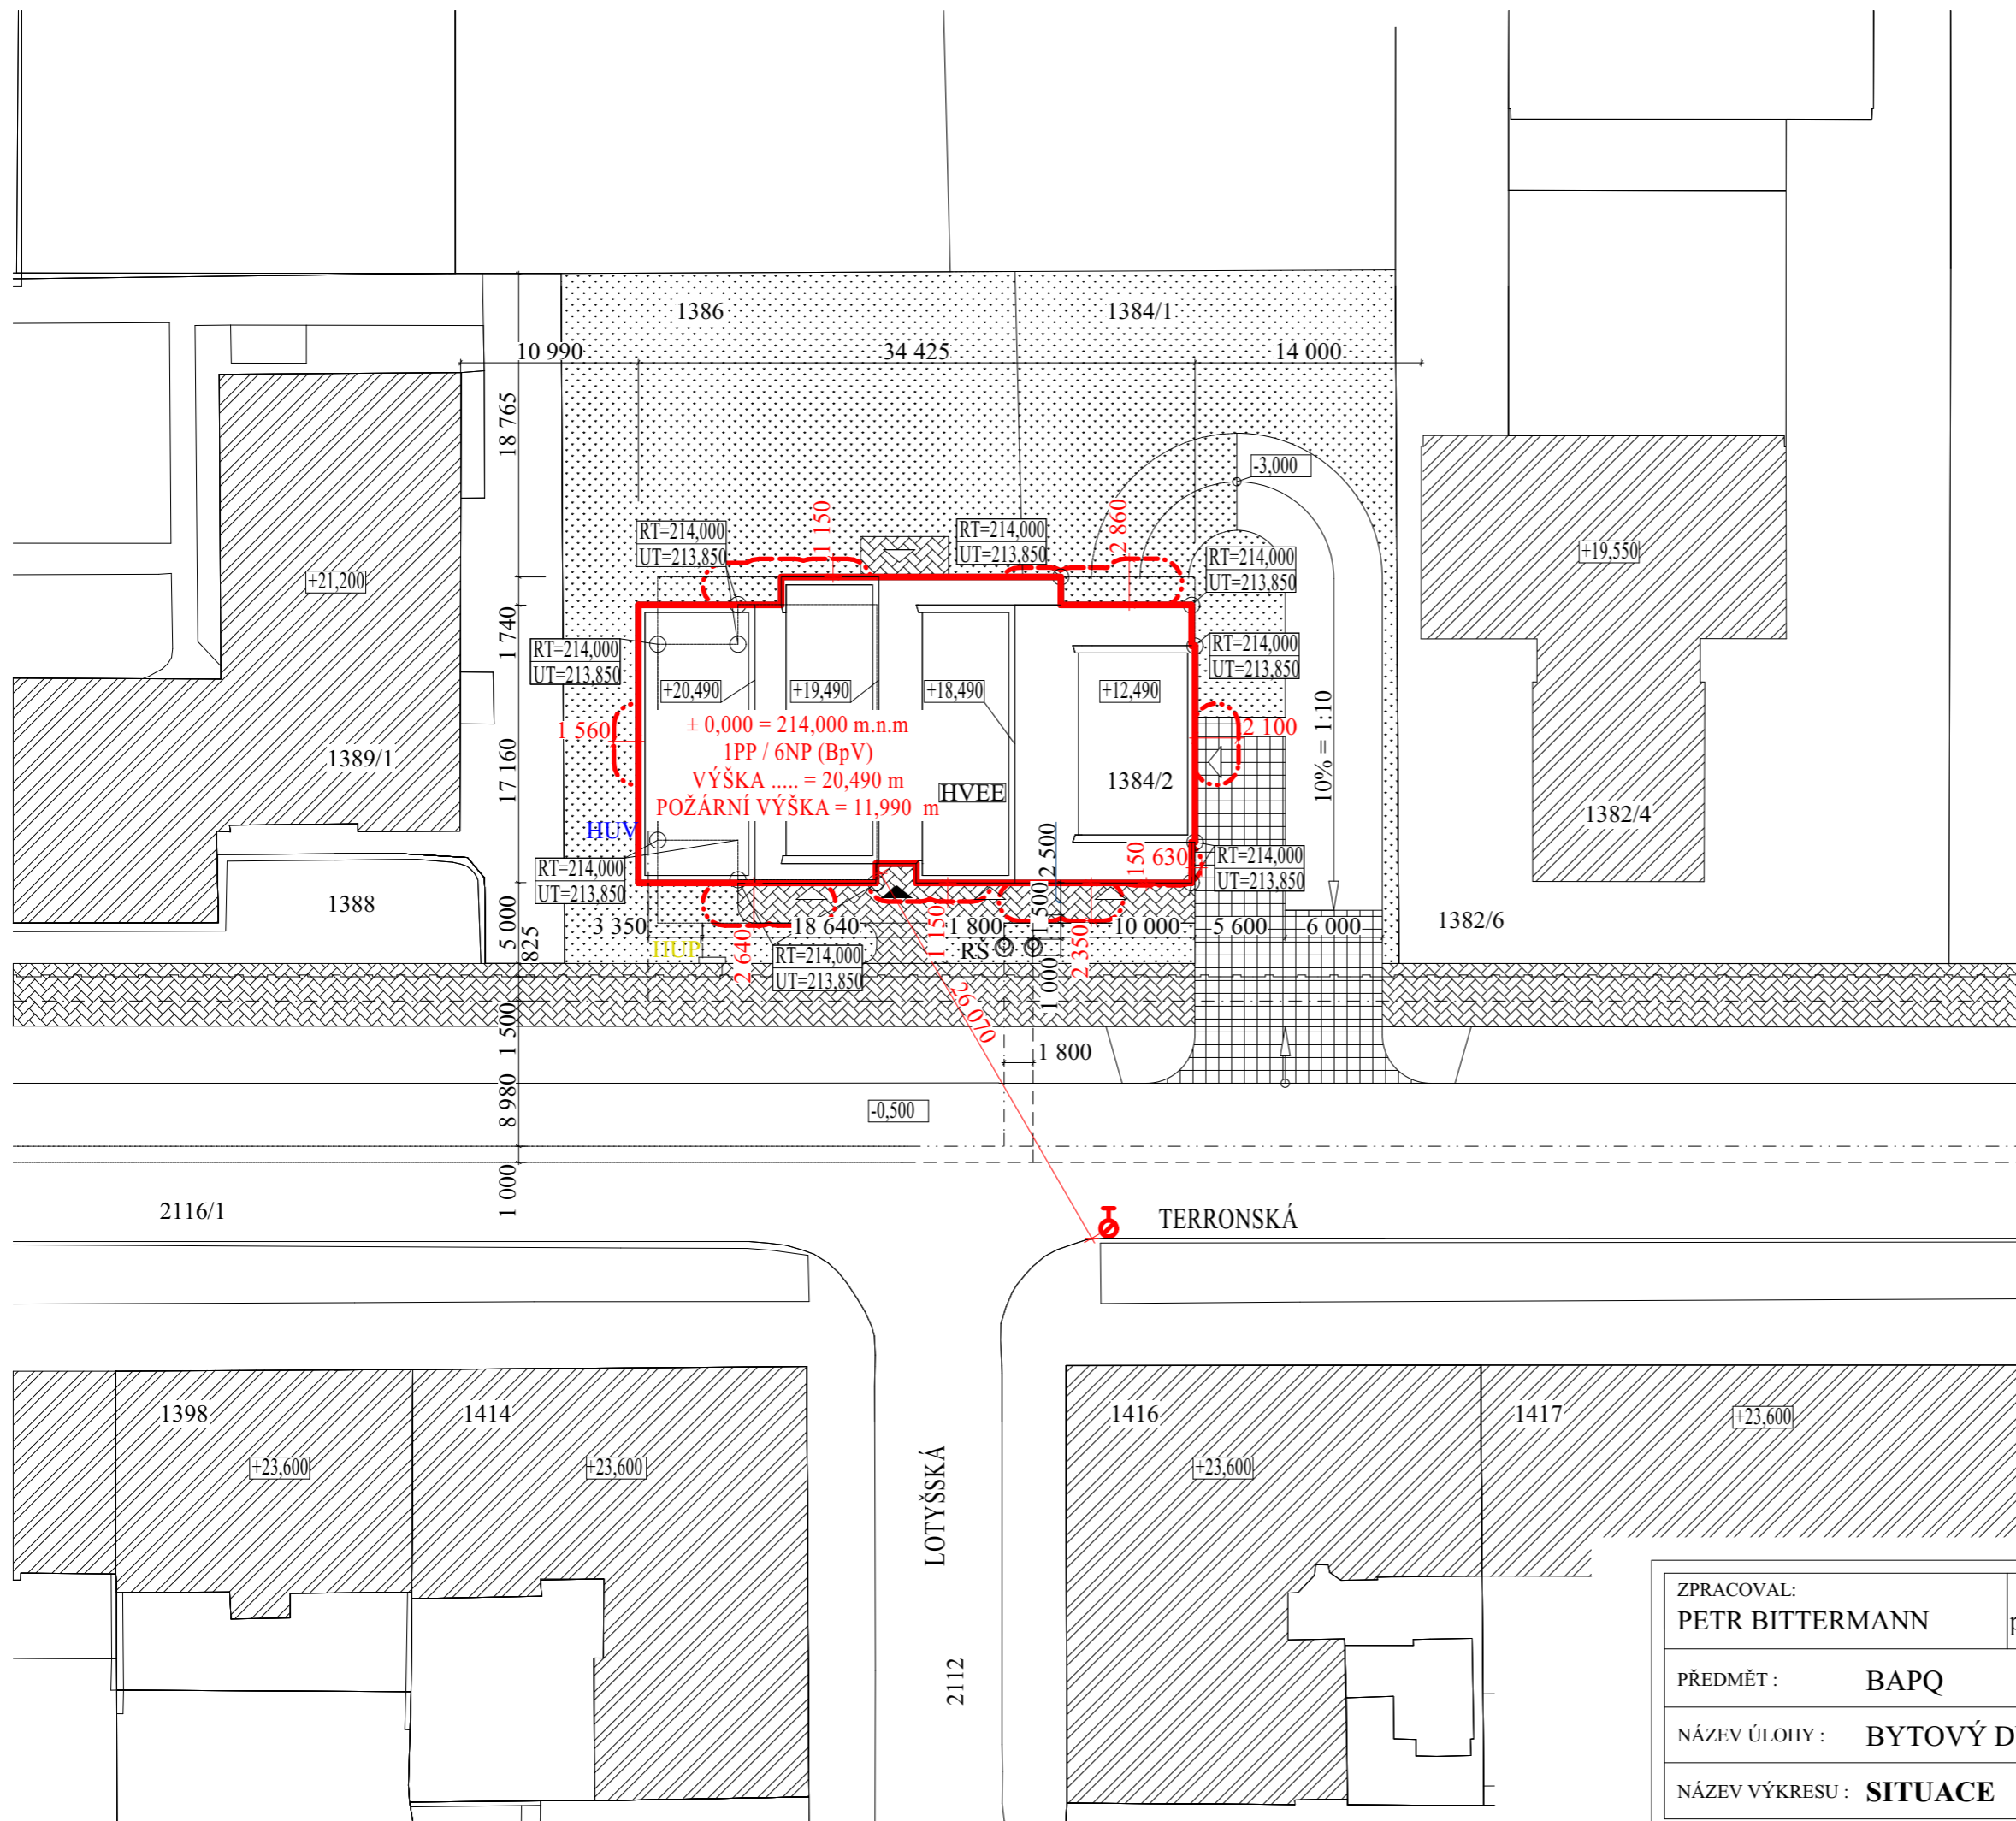 1386
1384/1
10 990
34 425
14 000
18 765
-3,000
RT=214,000
UT=213,850
1 150
RT=214,000
UT=213,850
2 860
RT=214,000
UT=213,850
+19,550
+21,200
1 740
RT=214,000
UT=213,850
RT=214,000
UT=213,850
+20,490
+19,490
+18,490
+12,490
1 560
± 0,000 = 214,000 m.n.m
1PP / 6NP (BpV)
VÝŠKA ..... = 20,490 m
POŽÁRNÍ VÝŠKA = 11,990 m
2 100
10% = 1:10
1389/1
17 160
HVEE
1384/2
1382/4
HUV
2 500
150
630
RT=214,000
UT=213,850
RT=214,000
UT=213,850
1388
1382/6
5 000
825
3 350
18 640
1 150
1 800
1 500
10 000
5 600
6 000
HUP
2 640
RT=214,000
UT=213,850
RŠ
1 000
2 350
26 070
1 500
1 800
8 980
-0,500
1 000
2116/1
TERRONSKÁ
1398
1414
1416
1417
+23,600
+23,600
+23,600
+23,600
LOTYŠSKÁ
2112
ZPRACOVAL:
PETR BITTERMANN
PŘEDMĚT : BAPQ
NÁZEV ÚLOHY : BYTOVÝ D
NÁZEV VÝKRESU : SITUACE